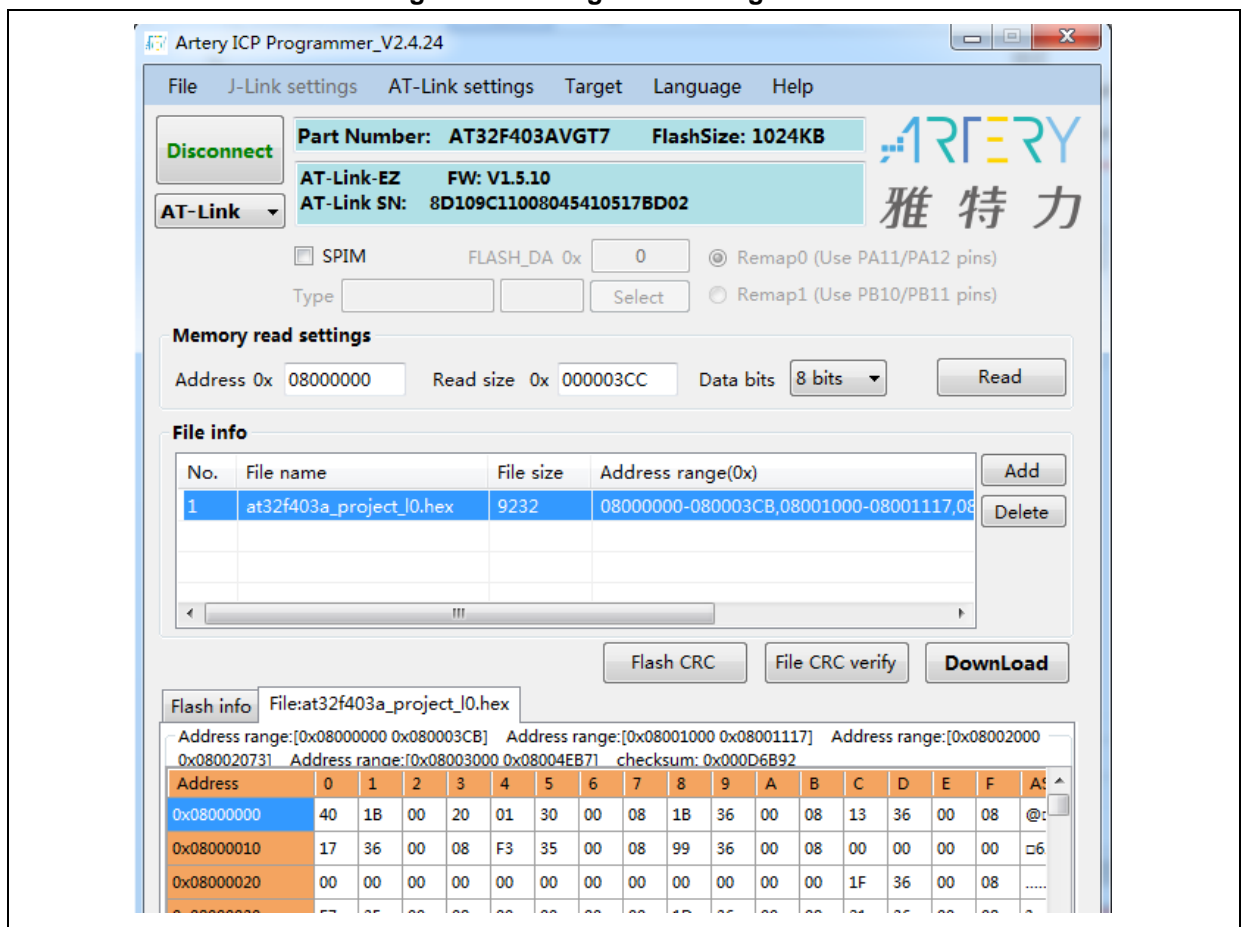 Artery ICP Programmer_V2.4.24
File J-Link settings AT-Link settings Target Language Help
Disconnect
Part Number: AT32F403AVGT7 FlashSize: 1024KB
AT-Link-EZ FW: V1.5.10
AT-Link SN: 8D109C11008045410517BD02
AT-Link
ARTERY
雅特力
SPIM FLASH_DA 0x 0 Remap0 (Use PA11/PA12 pins)
Type Select Remap1 (Use PB10/PB11 pins)
Memory read settings
Address 0x 08000000 Read size 0x 000003CC Data bits 8 bits Read
File info
No. File name File size Address range(0x) Add
1 at32f403a_project_l0.hex 9232 08000000-080003CB,08001000-08001117,08 Delete
Flash CRC File CRC verify DownLoad
Flash info File:at32f403a_project_l0.hex
Address range:[0x08000000 0x080003CB] Address range:[0x08001000 0x08001117] Address range:[0x08002000
0x08002073] Address range:[0x08003000 0x08004EB7] checksum: 0x000D6B92
Address 0 1 2 3 4 5 6 7 8 9 A B C D E F
0x08000000 40 1B 00 20 01 30 00 08 1B 36 00 08 13 36 00 08
0x08000010 17 36 00 08 F3 35 00 08 99 36 00 08 00 00 00 00
0x08000020 00 00 00 00 00 00 00 00 00 00 00 00 1F 36 00 08 .....